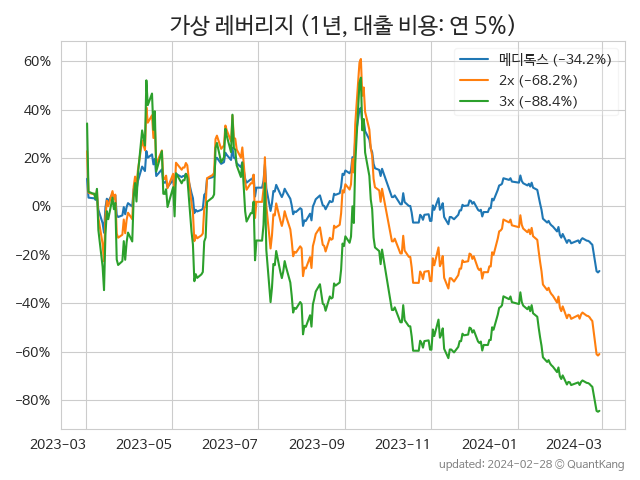 가상 레버리지 (1년, 대출 비용: 연 5%)
메디톡스 (-34.2%)
2x (-68.2%)
3x (-88.4%)
60%
40%
20%
0%
-20%
-40%
-60%
-80%
2023-03 2023-05 2023-07 2023-09 2023-11 2024-01 2024-03
updated: 2024-02-28 © QuantKang